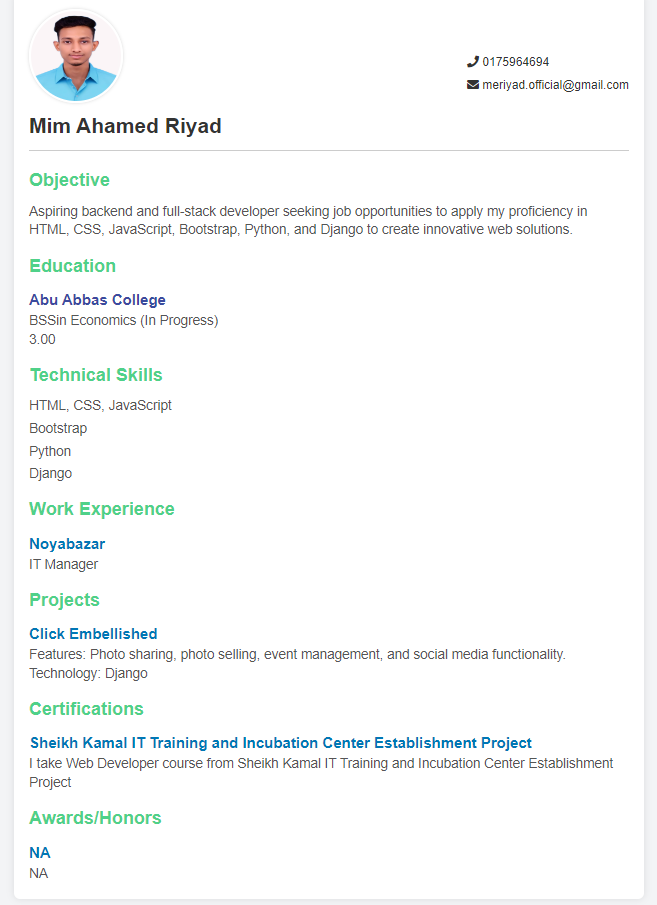 0175964694
meriyad.official@gmail.com
Mim Ahamed Riyad
Objective
Aspiring backend and full-stack developer seeking job opportunities to apply my proficiency in
HTML, CSS, JavaScript, Bootstrap, Python, and Django to create innovative web solutions.
Education
Abu Abbas College
BSSin Economics (In Progress)
3.00
Technical Skills
HTML, CSS, JavaScript
Bootstrap
Python
Django
Work Experience
Noyabazar
IT Manager
Projects
Click Embellished
Features: Photo sharing, photo selling, event management, and social media functionality.
Technology: Django
Certifications
Sheikh Kamal IT Training and Incubation Center Establishment Project
I take Web Developer course from Sheikh Kamal IT Training and Incubation Center Establishment
Project
Awards/Honors
NA
NA